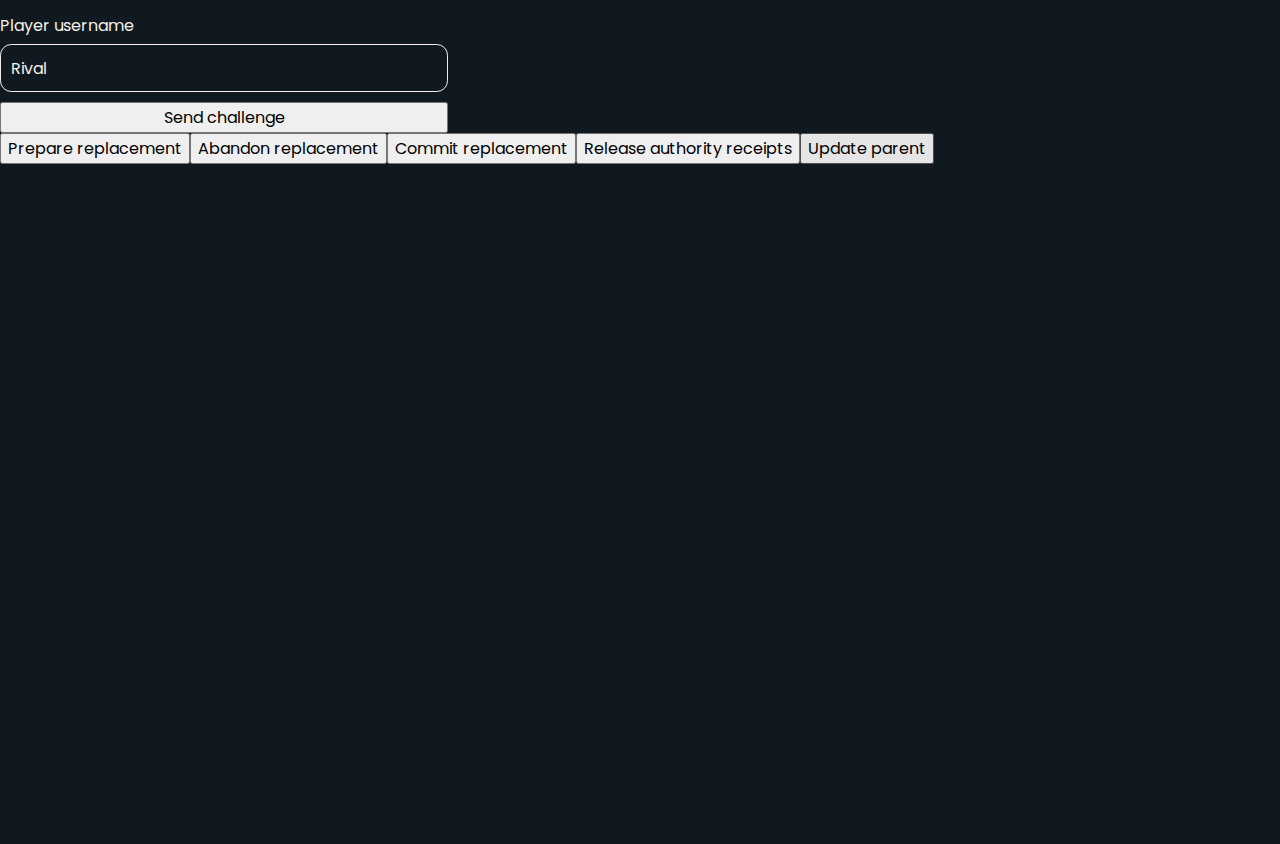 Player username
Rival
Send challenge
Prepare replacement Abandon replacement Commit replacement Release authority receipts Update parent